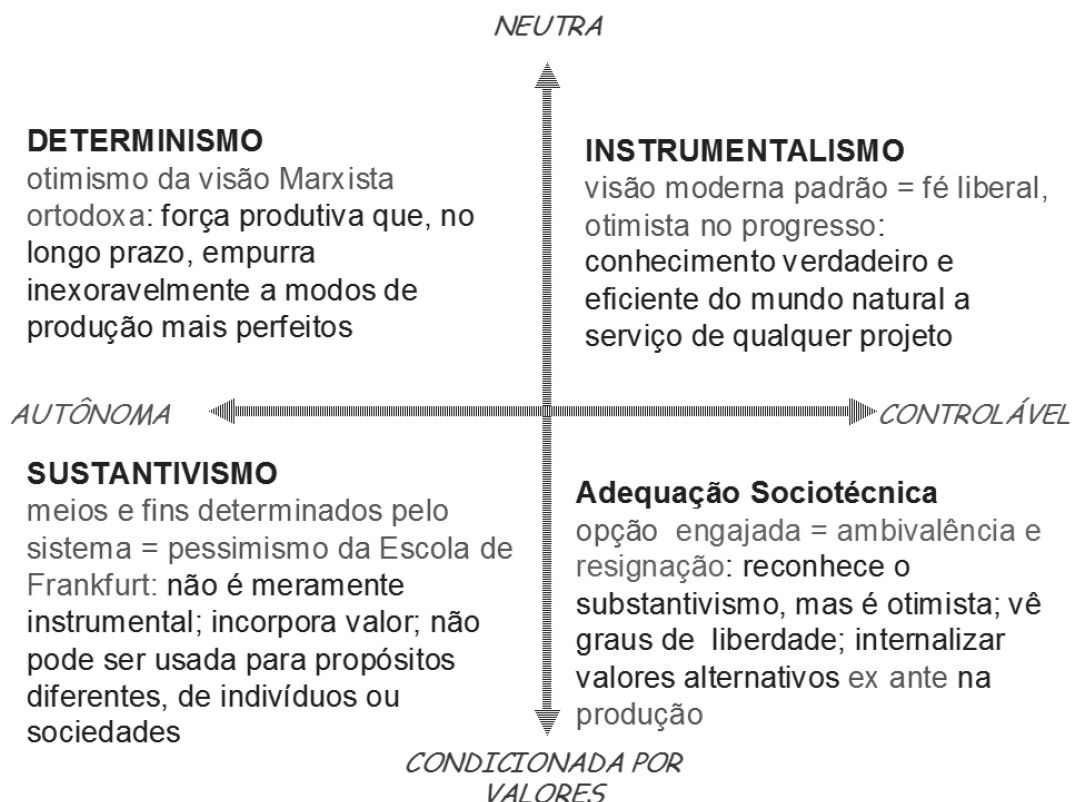 NEUTRA
DETERMINISMO
otimismo da visão Marxista
ortodoxa: força produtiva que, no
longo prazo, empurra
inexoravelmente a modos de
produção mais perfeitos
INSTRUMENTALISMO
visão moderna padrão = fé liberal,
otimista no progresso:
conhecimento verdadeiro e
eficiente do mundo natural a
serviço de qualquer projeto
AUTÔNOMA
CONTROLÁVEL
SUSTANTIVISMO
meios e fins determinados pelo
sistema = pessimismo da Escola de
Frankfurt: não é meramente
instrumental; incorpora valor; não
pode ser usada para propósitos
diferentes, de indivíduos ou
sociedades
Adequação Sociotécnica
opção engajada = ambivalência e
resignação: reconhece o
substantivismo, mas é otimista; vê
graus de liberdade; internalizar
valores alternativos ex ante na
produção
CONDICIONADA POR
VALORES